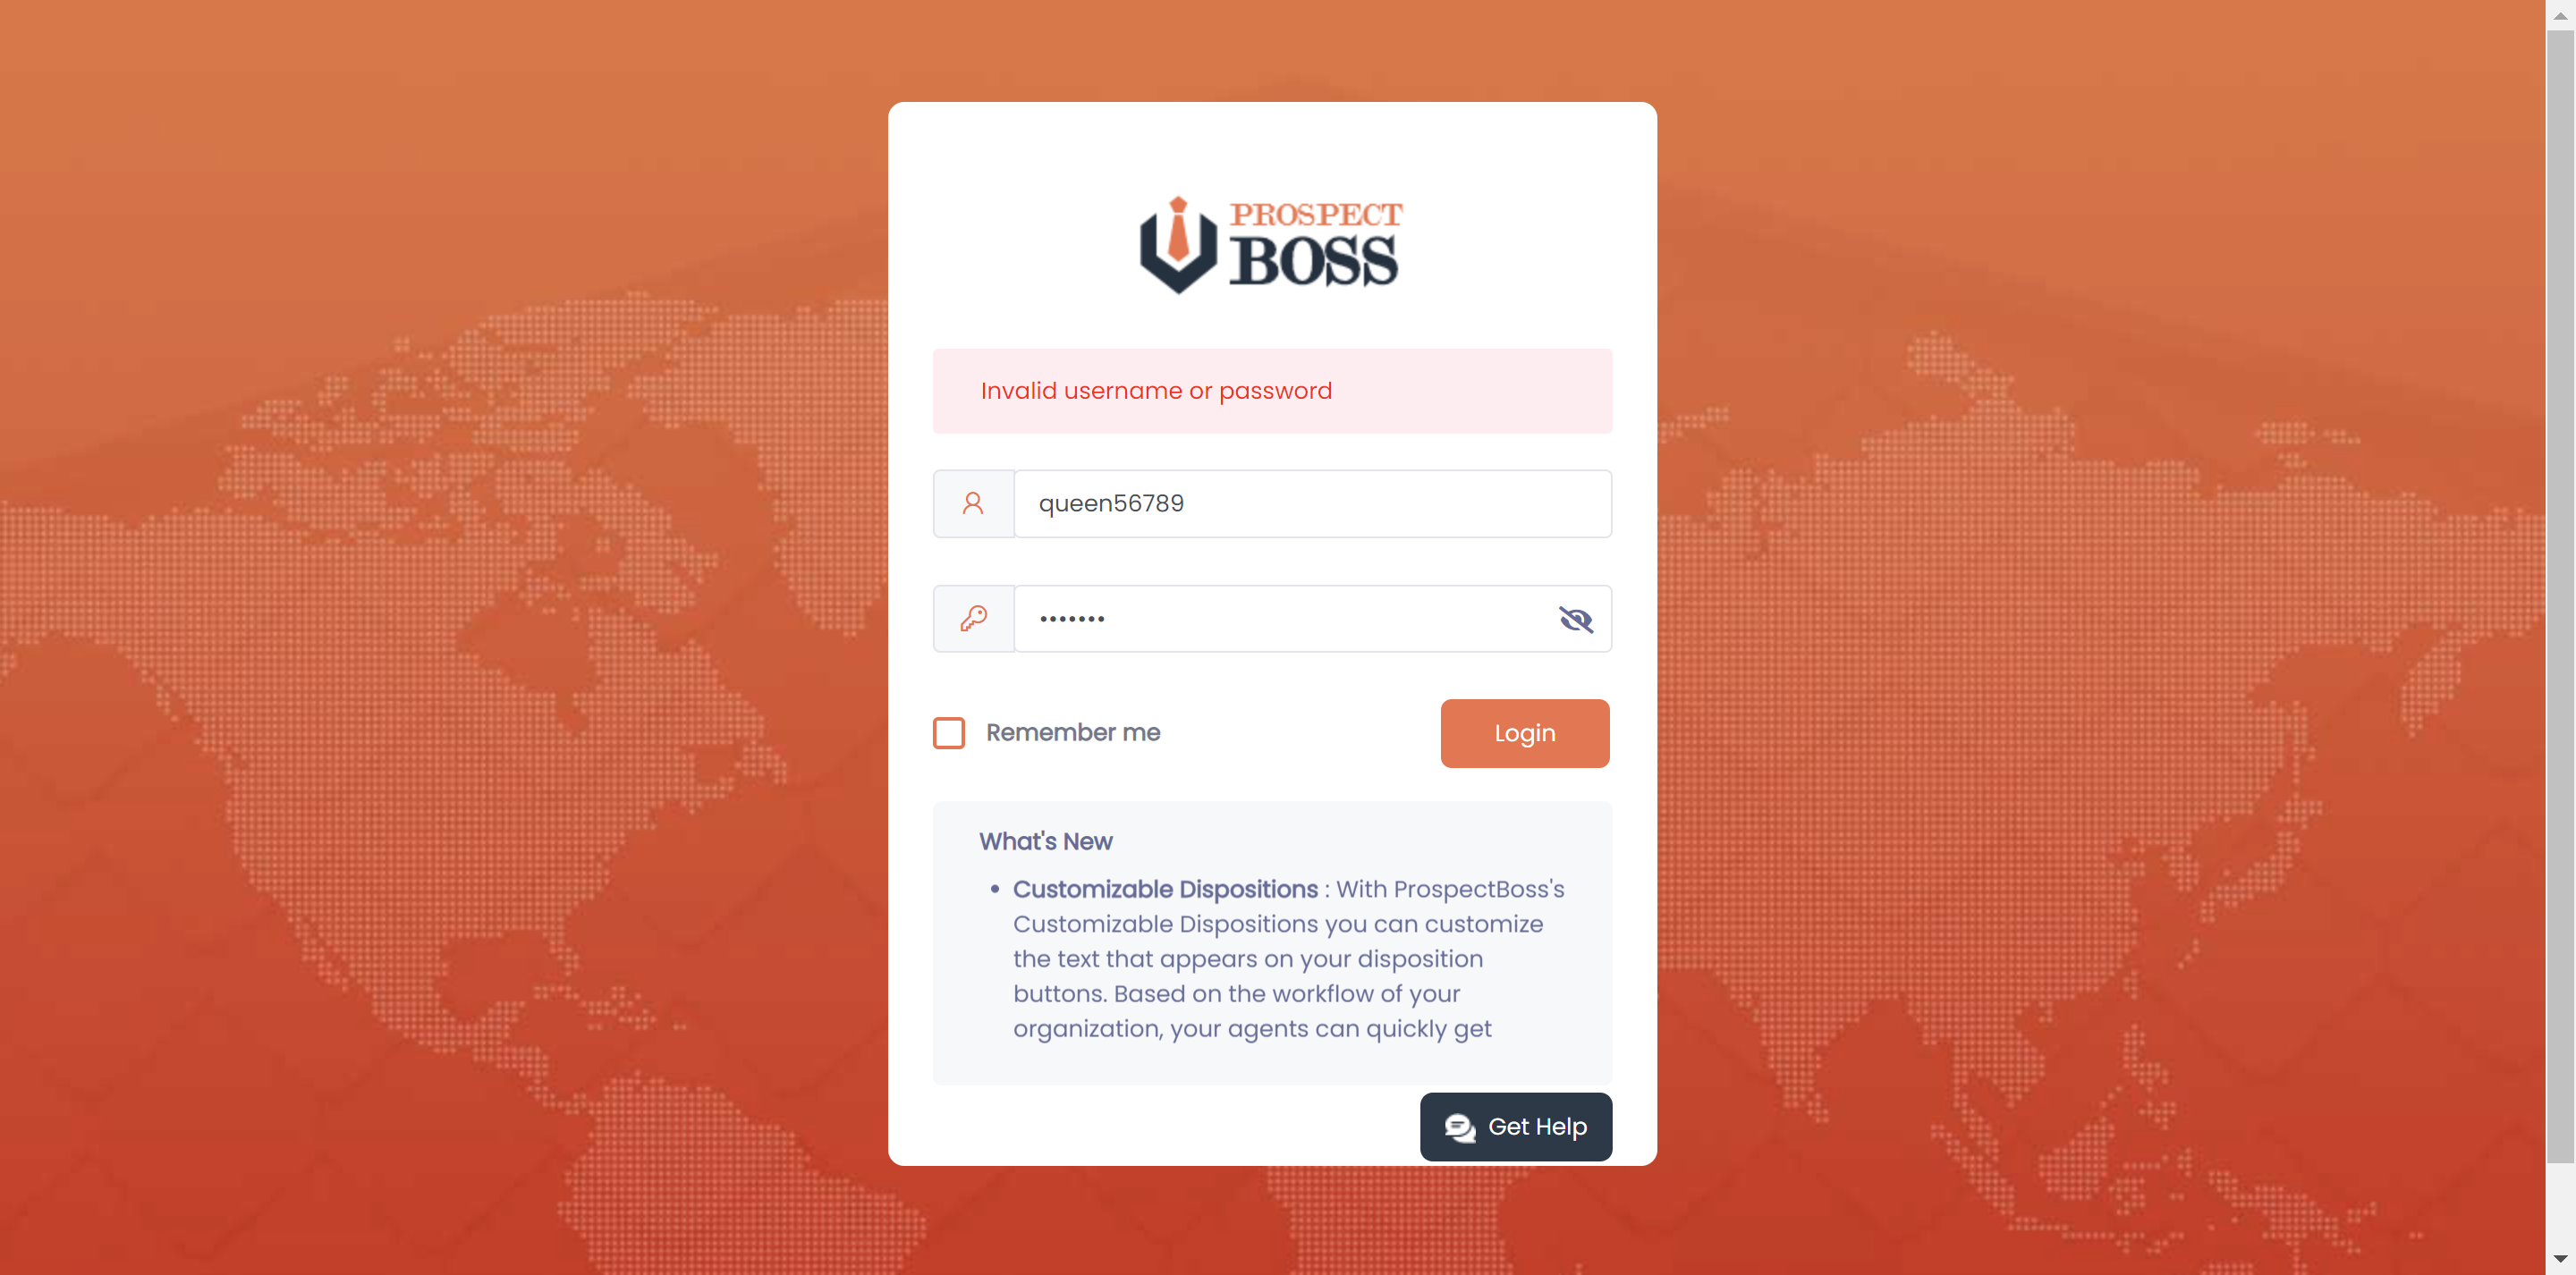 PROSPECT
BOSS
Invalid username or password
queen56789
•••••••
Remember me
Login
What's New
• Customizable Dispositions : With ProspectBoss's
Customizable Dispositions you can customize
the text that appears on your disposition
buttons. Based on the workflow of your
organization, your agents can quickly get
Get Help